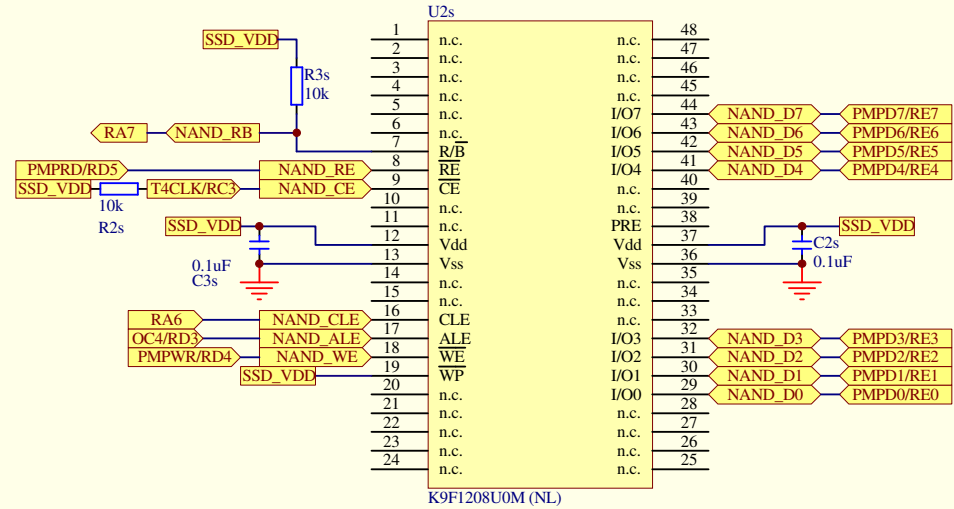 U2s
SSD_VDD
R3s
10k
RA7 NAND_RB
PMPRD/RD5 NAND_RE
SSD_VDD T4CLK/RC3 NAND_CE
10k
R2s
SSD_VDD
0.1uF
C3s
RA6 NAND_CLE
OC4/RD3 NAND_ALE
PMPWR/RD4 NAND_WE
SSD_VDD
1 n.c.
2 n.c.
3 n.c.
4 n.c.
5 n.c.
6 n.c.
7 R/B
8 RE
9 CE
10 n.c.
11 n.c.
12 Vdd
13 Vss
14 n.c.
15 n.c.
16 CLE
17 ALE
18 WE
19 WP
20 n.c.
21 n.c.
22 n.c.
23 n.c.
24 n.c.
n.c. 48
n.c. 47
n.c. 46
n.c. 45
I/O7 44 NAND_D7 PMPD7/RE7
I/O6 43 NAND_D6 PMPD6/RE6
I/O5 42 NAND_D5 PMPD5/RE5
I/O4 41 NAND_D4 PMPD4/RE4
n.c. 40
n.c. 39
PRE 38
Vdd 37
Vss 36
n.c. 35
n.c. 34
n.c. 33
I/O3 32 NAND_D3 PMPD3/RE3
I/O2 31 NAND_D2 PMPD2/RE2
I/O1 30 NAND_D1 PMPD1/RE1
I/O0 29 NAND_D0 PMPD0/RE0
n.c. 28
n.c. 27
n.c. 26
n.c. 25
SSD_VDD
C2s
0.1uF
K9F1208U0M (NL)